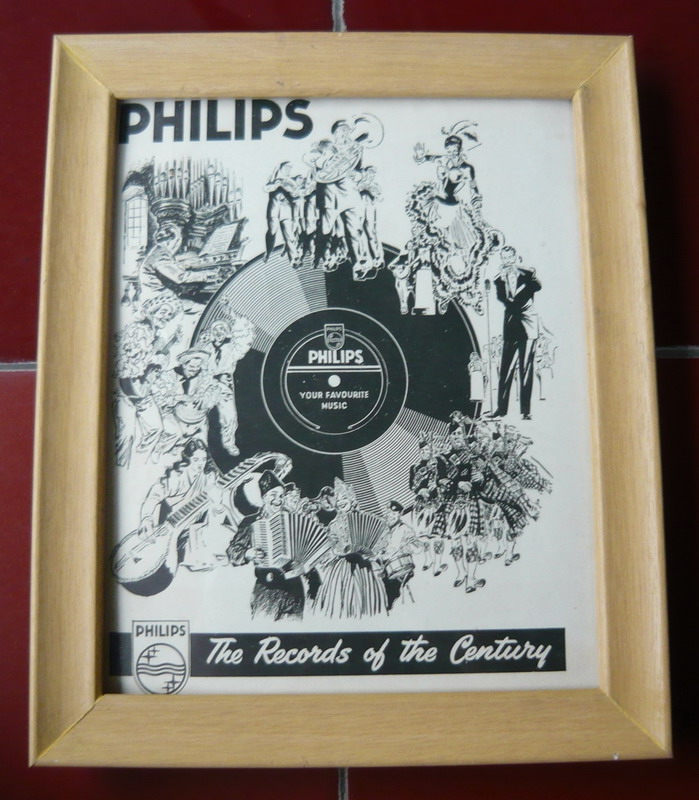 PHILIPS
PHILIPS
YOUR FAVOURITE
MUSIC
PHILIPS
The Records of the Century